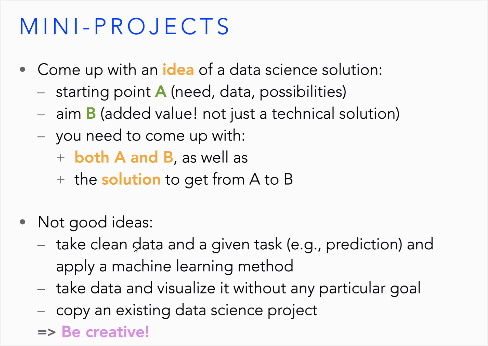 MINI-PROJECTS
• Come up with an idea of a data science solution:
– starting point A (need, data, possibilities)
– aim B (added value! not just a technical solution)
– you need to come up with:
+ both A and B, as well as
+ the solution to get from A to B
• Not good ideas:
– take clean data and a given task (e.g., prediction) and
apply a machine learning method
– take data and visualize it without any particular goal
– copy an existing data science project
=> Be creative!